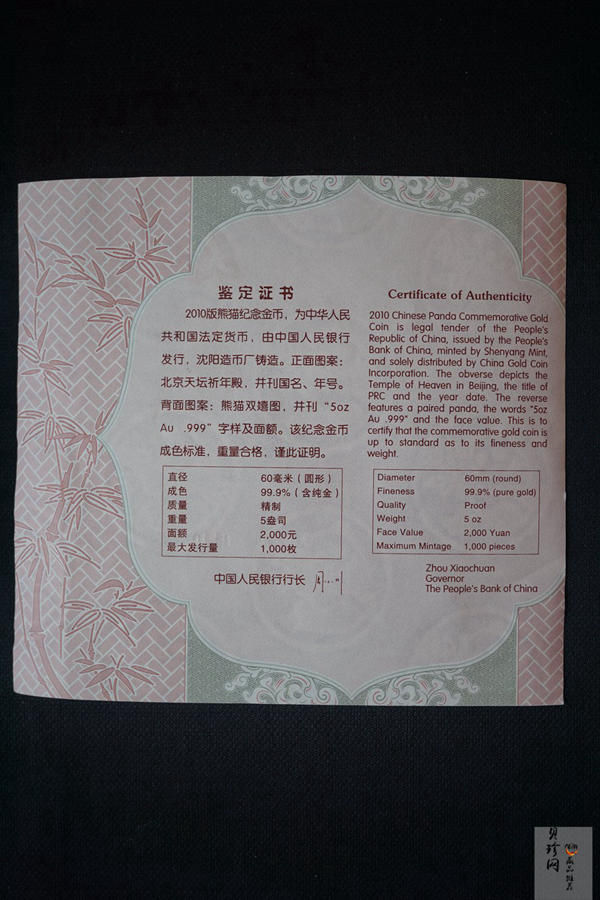 鉴定证书
2010版熊猫纪念金币，为中华人民
共和国法定货币，由中国人民银行
发行，沈阳造币厂铸造。正面图案：
北京天坛祈年殿，并刊国名、年号。
背面图案：熊猫双嬉图，并刊“5oz
Au .999”字样及面额。该纪念金币
成色标准，重量合格，谨此证明。
直径 60毫米（圆形）
成色 99.9%（含纯金）
质量 精制
重量 5盎司
面额 2,000元
最大发行量 1,000枚
中国人民银行行长
Certificate of Authenticity
2010 Chinese Panda Commemorative Gold
Coin is legal tender of the People's
Republic of China, issued by the People's
Bank of China, minted by Shenyang Mint,
and solely distributed by China Gold Coin
Incorporation. The obverse depicts the
Temple of Heaven in Beijing, the title of
PRC and the year date. The reverse
features a paired panda, the words "5oz
Au .999" and the face value. This is to
certify that the commemorative gold coin is
up to standard as to its fineness and
weight.
Diameter 60mm (round)
Fineness 99.9% (pure gold)
Quality Proof
Weight 5 oz
Face Value 2,000 Yuan
Maximum Mintage 1,000 pieces
Zhou Xiaochuan
Governor
The People's Bank of China
贝珍网
藏品推荐